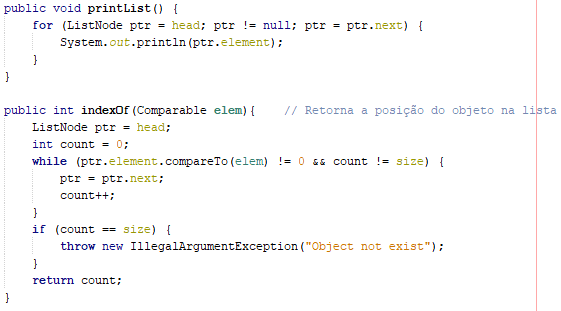 public void printList() {
    for (ListNode ptr = head; ptr != null; ptr = ptr.next) {
        System.out.println(ptr.element);
    }
}

public int indexOf(Comparable elem){    // Retorna a posição do objeto na lista
    ListNode ptr = head;
    int count = 0;
    while (ptr.element.compareTo(elem) != 0 && count != size) {
        ptr = ptr.next;
        count++;
    }
    if (count == size) {
        throw new IllegalArgumentException("Object not exist");
    }
    return count;
}